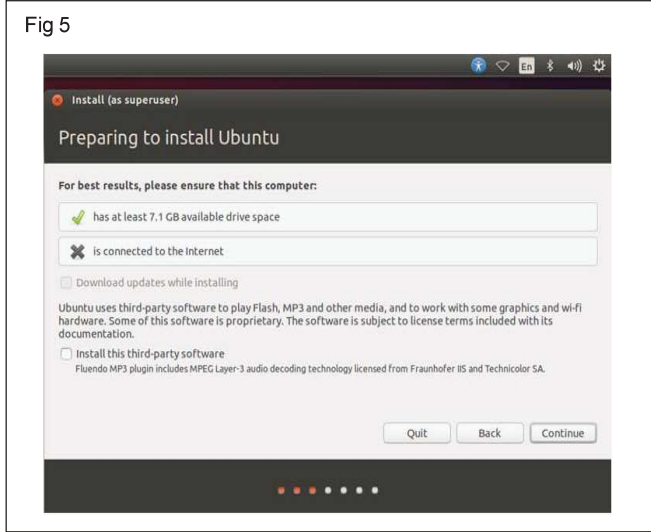 Fig 5
En
Install (as superuser)
Preparing to install Ubuntu
For best results, please ensure that this computer:
has at least 7.1 GB available drive space
is connected to the Internet
Download updates while installing
Ubuntu uses third-party software to play Flash, MP3 and other media, and to work with some graphics and wi-fi
hardware. Some of this software is proprietary. The software is subject to license terms included with its
documentation.
Install this third-party software
Fluendo MP3 plugin includes MPEG Layer-3 audio decoding technology licensed from Fraunhofer IIS and Technicolor SA.
Quit Back Continue